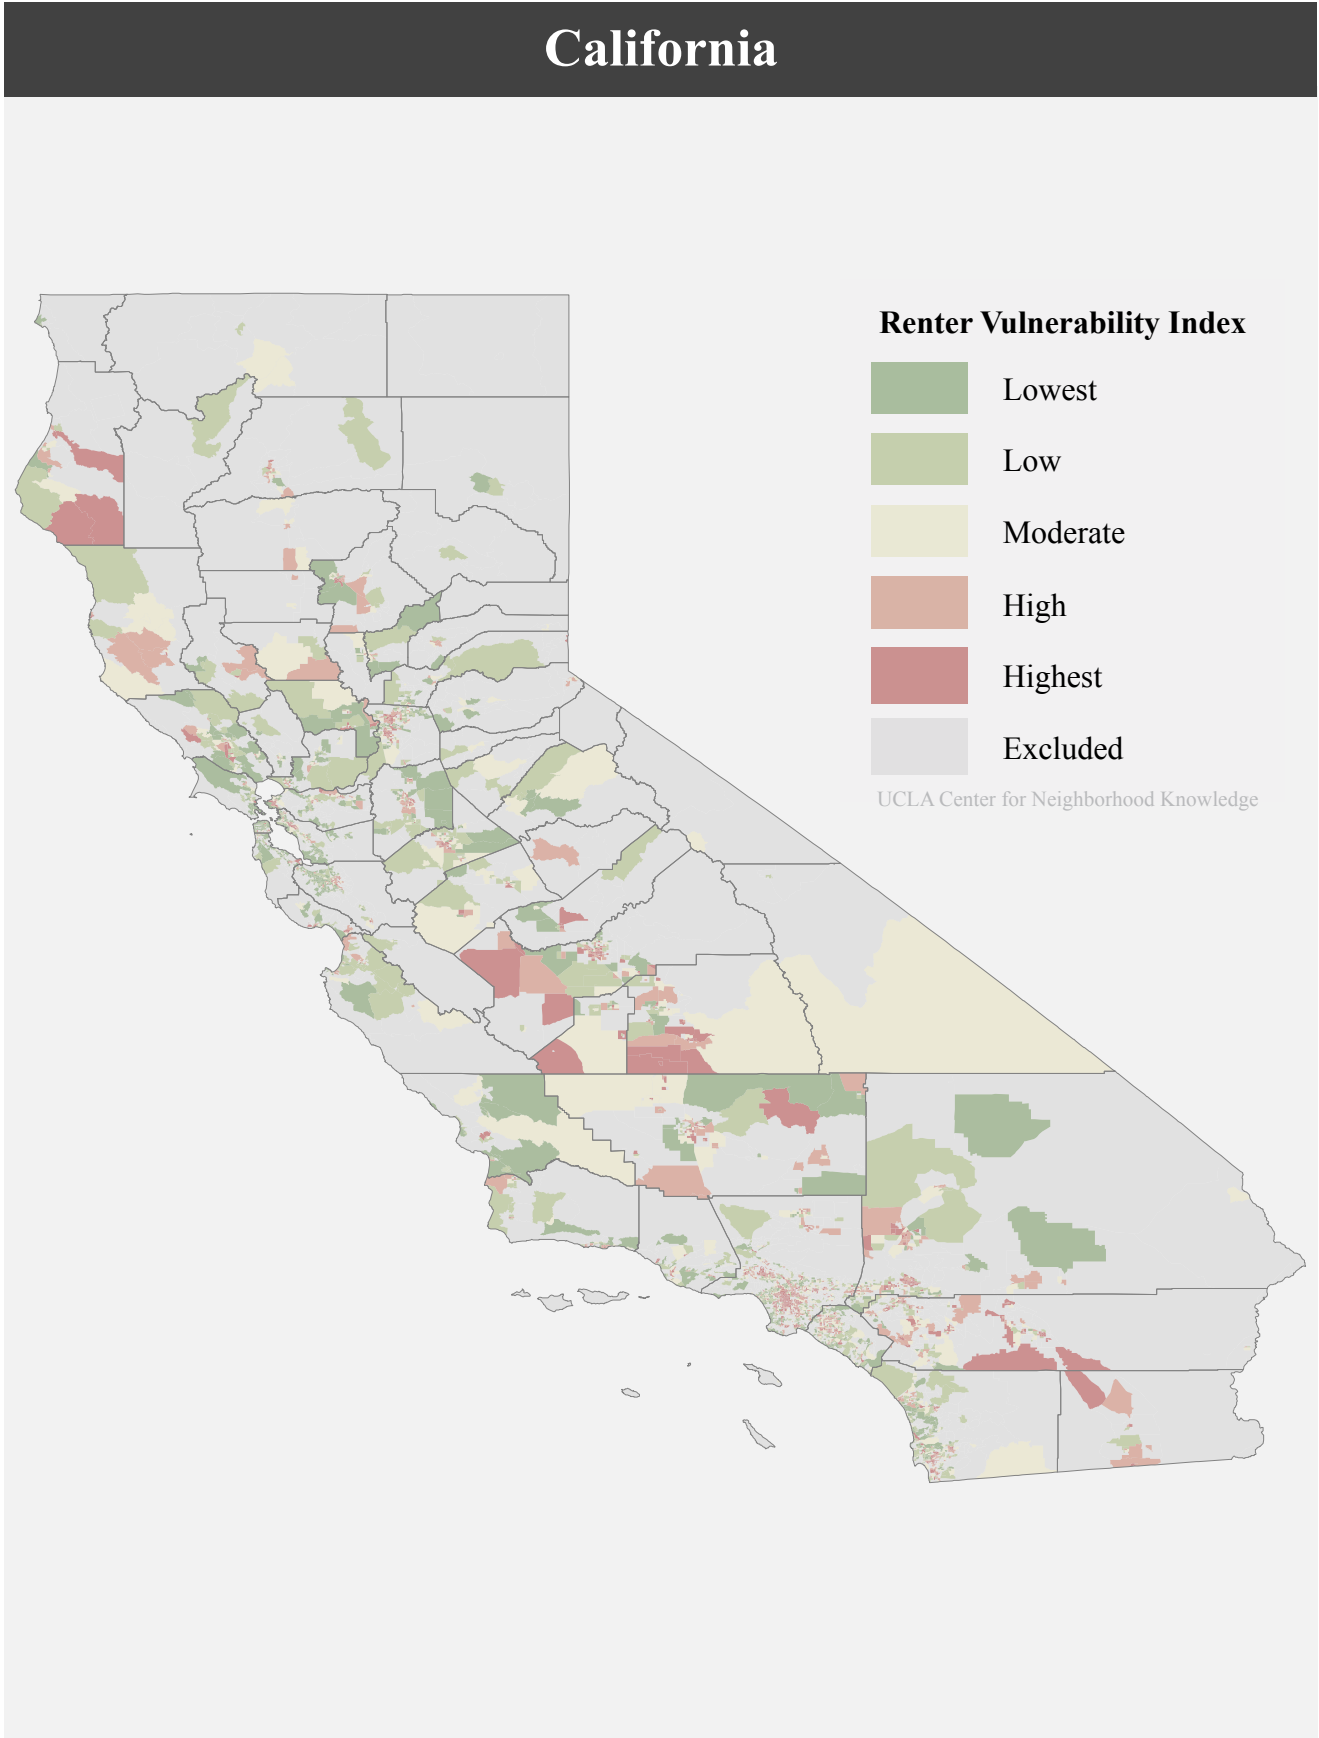 California
Renter Vulnerability Index
Lowest
Low
Moderate
High
Highest
Excluded
UCLA Center for Neighborhood Knowledge